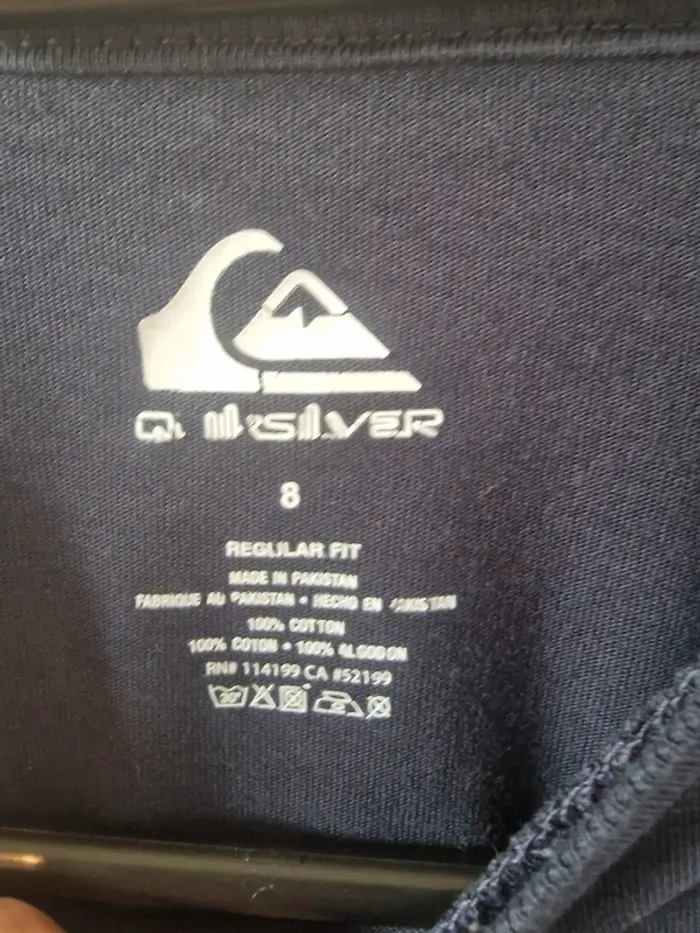 QUIKSILVER
8
REGULAR FIT
MADE IN PAKISTAN
FABRIQUE AU PAKISTAN • HECHO EN PAKISTAN
100% COTTON
100% COTON • 100% ALGODON
RN# 114199 CA #52199
30°